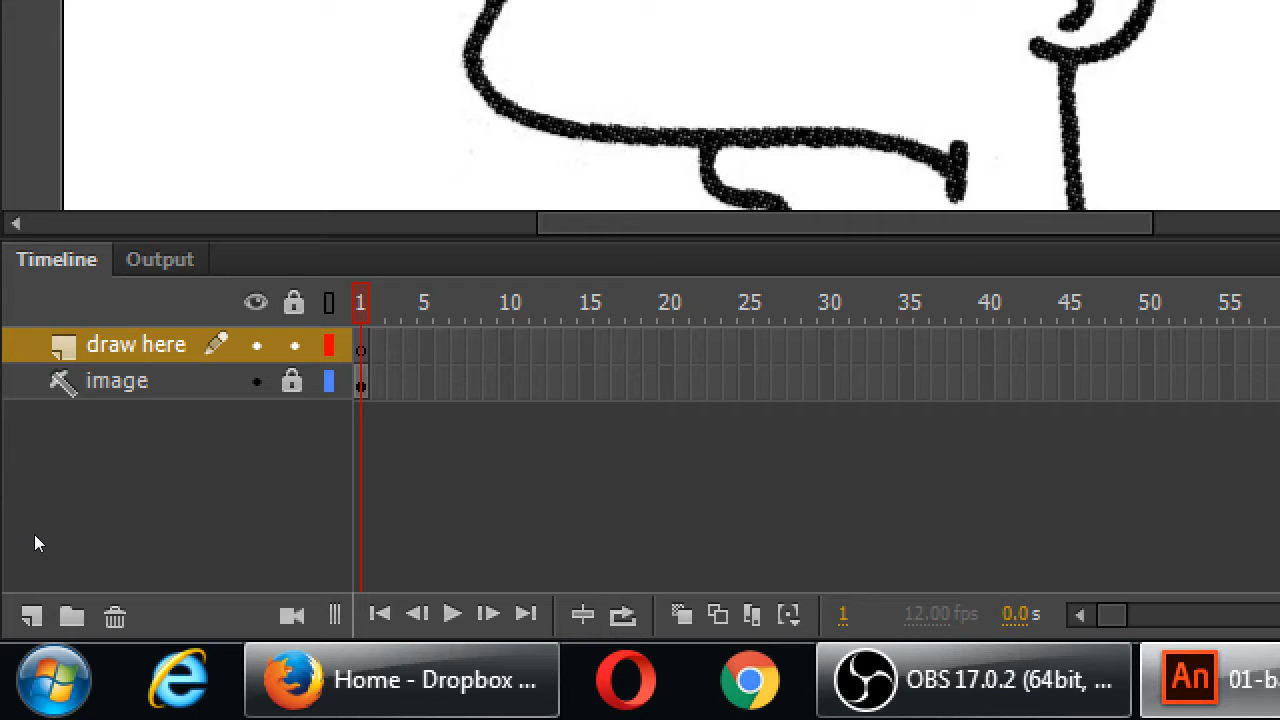 Timeline Output
1 5 10 15 20 25 30 35 40 45 50 55
draw here
image
1 12.00 fps 0.0 s
Home - Dropbox ... OBS 17.0.2 (64bit, ... An 01-b